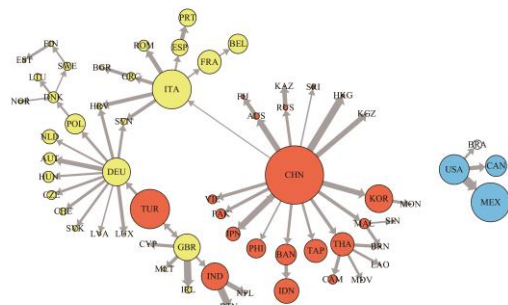 PRT
FIN
ROM
ESP
BEL
EST
SWE
FRA
BGR
GRC
LTU
ITA
KAZ
SRI
HKG
NOR
DNK
HRV
FIJ
RUS
AUS
KGZ
POL
SVN
NLD
BRA
AUT
DEU
CHN
USA
CAN
HUN
KOR
MEX
CZE
TUR
VIE
MON
CHE
PAK
MAL
SIN
SVK
LVA
LUX
JPN
CYP
GBR
PHI
BAN
TAP
THA
BRN
MLT
IND
LAO
IRL
NPL
IDN
CAM
MDV